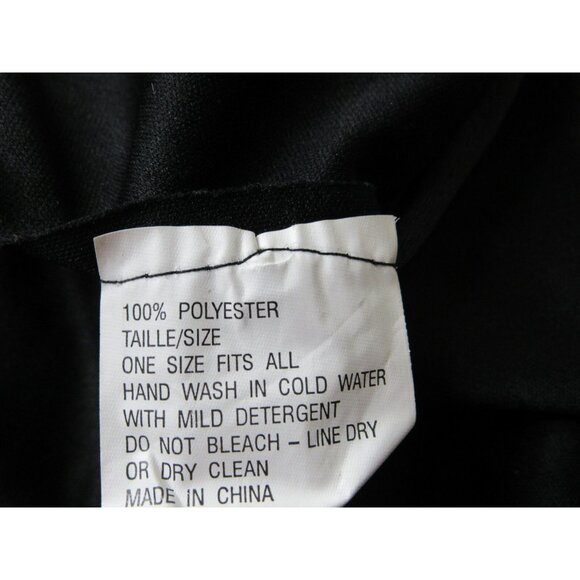 100% POLYESTER
TAILLE/SIZE
ONE SIZE FITS ALL
HAND WASH IN COLD WATER
WITH MILD DETERGENT
DO NOT BLEACH – LINE DRY
OR DRY CLEAN
MADE IN CHINA